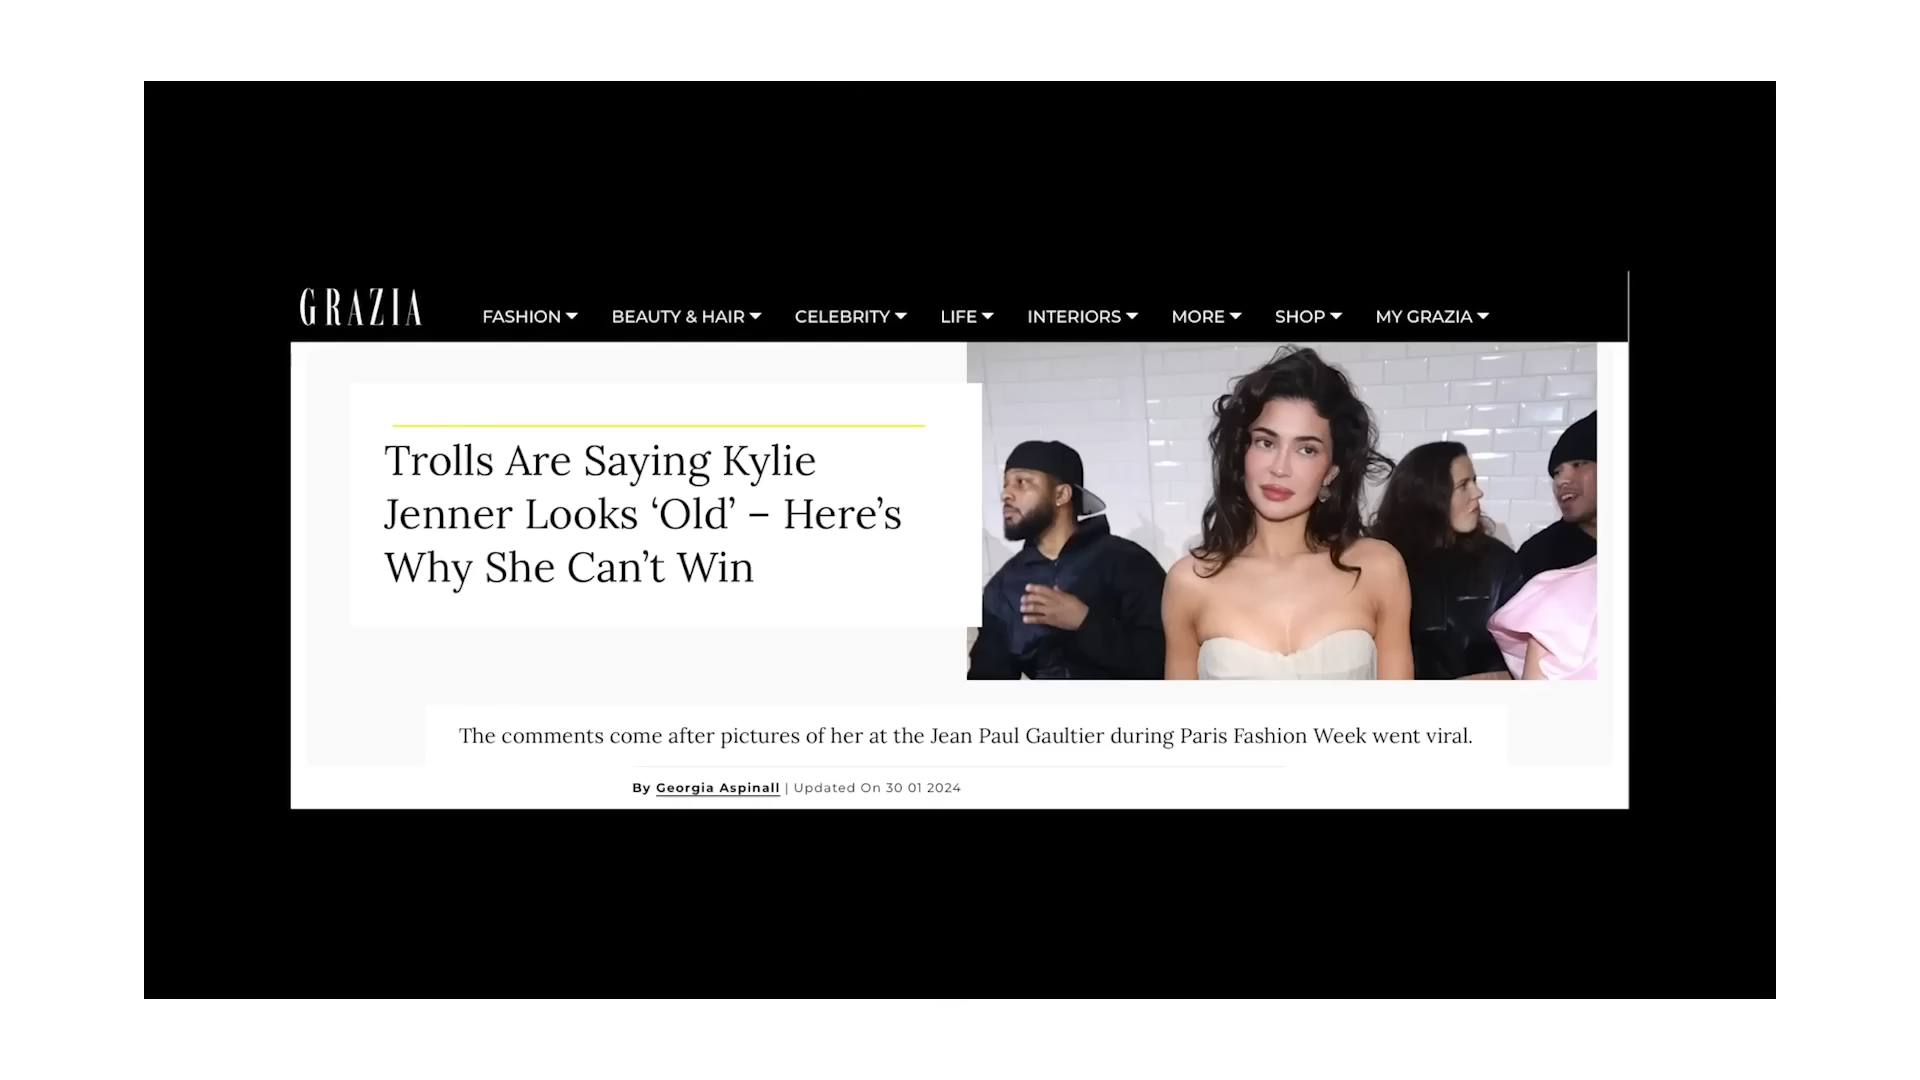 GRAZIA
FASHION BEAUTY & HAIR CELEBRITY LIFE INTERIORS MORE SHOP MY GRAZIA
Trolls Are Saying Kylie
Jenner Looks ‘Old’ – Here’s
Why She Can’t Win
The comments come after pictures of her at the Jean Paul Gaultier during Paris Fashion Week went viral.
By Georgia Aspinall | Updated On 30 01 2024